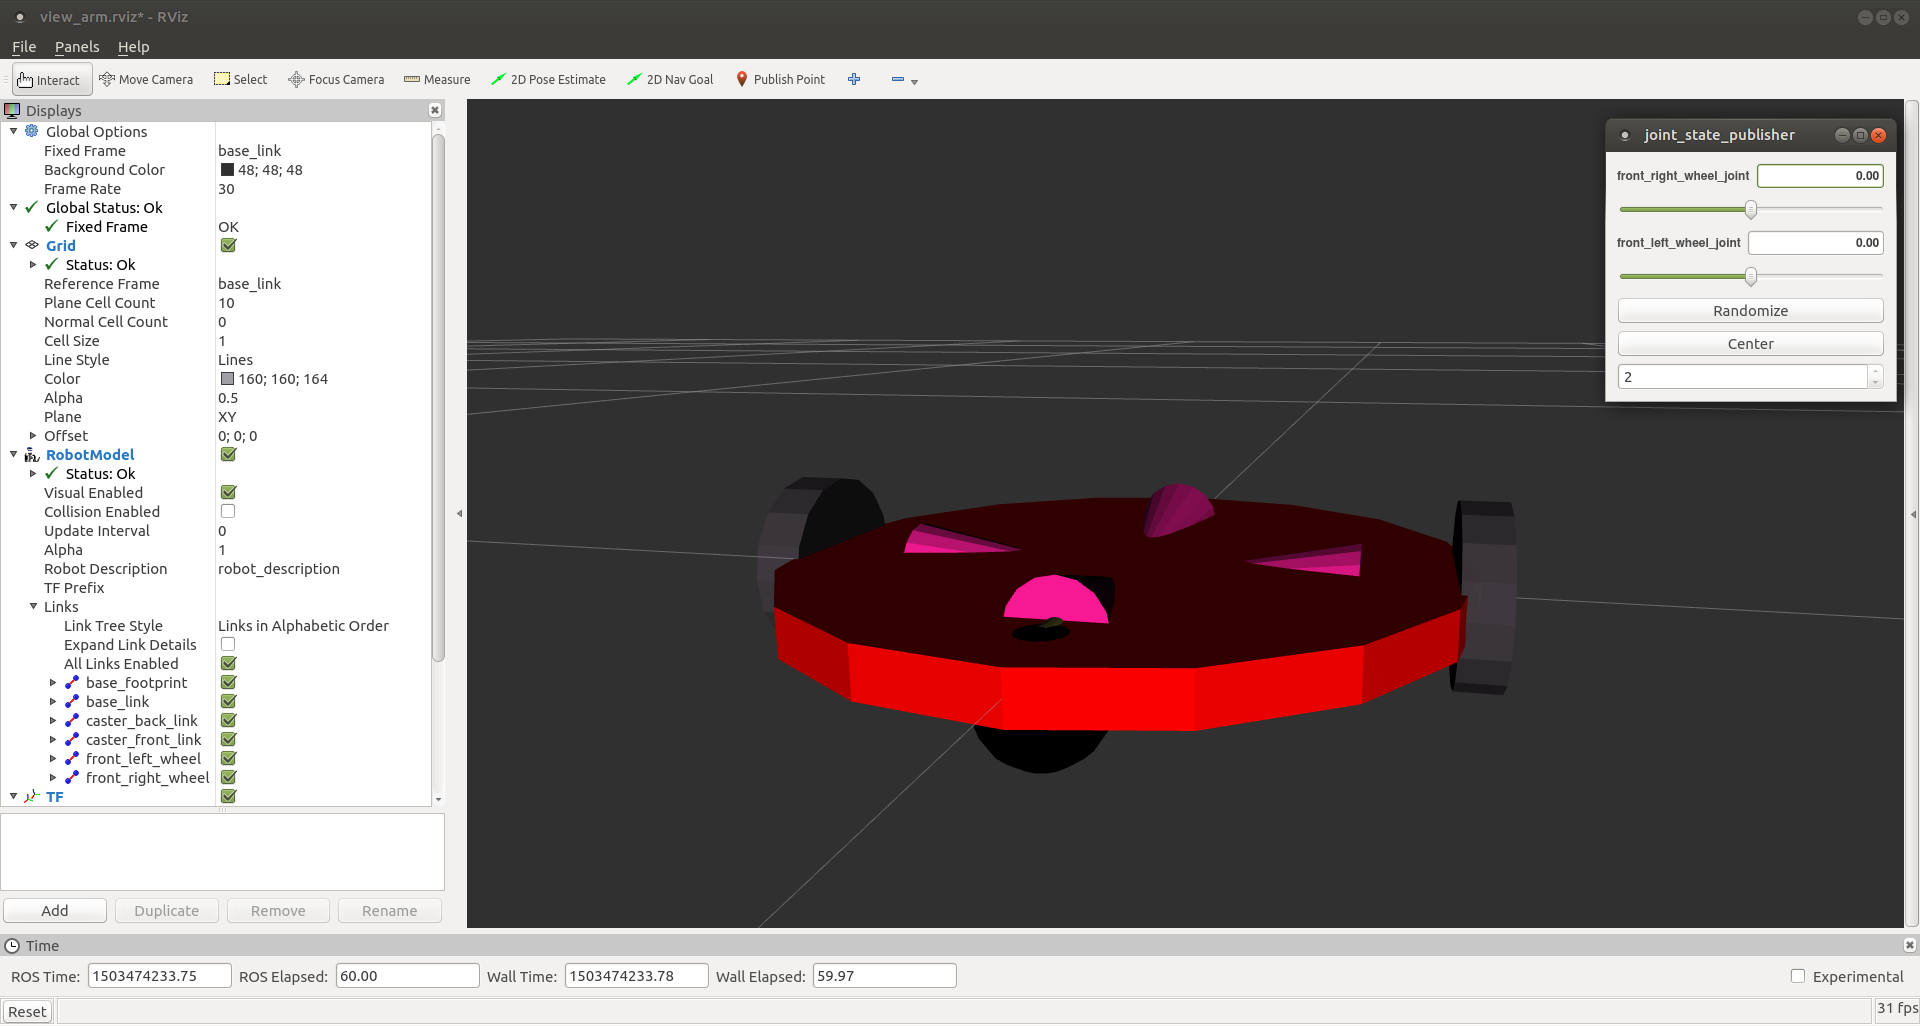 view_arm.rviz* - RViz
File Panels Help
Interact Move Camera Select Focus Camera Measure 2D Pose Estimate 2D Nav Goal Publish Point
Displays
Global Options
Fixed Frame base_link
Background Color 48; 48; 48
Frame Rate 30
Global Status: Ok
Fixed Frame OK
Grid
Status: Ok
Reference Frame base_link
Plane Cell Count 10
Normal Cell Count 0
Cell Size 1
Line Style Lines
Color 160; 160; 164
Alpha 0.5
Plane XY
Offset 0; 0; 0
RobotModel
Status: Ok
Visual Enabled
Collision Enabled
Update Interval 0
Alpha 1
Robot Description robot_description
TF Prefix
Links
Link Tree Style Links in Alphabetic Order
Expand Link Details
All Links Enabled
base_footprint
base_link
caster_back_link
caster_front_link
front_left_wheel
front_right_wheel
TF
Add Duplicate Remove Rename
joint_state_publisher
front_right_wheel_joint 0.00
front_left_wheel_joint 0.00
Randomize
Center
2
Time
ROS Time: 1503474233.75 ROS Elapsed: 60.00 Wall Time: 1503474233.78 Wall Elapsed: 59.97 Experimental
Reset 31 fps